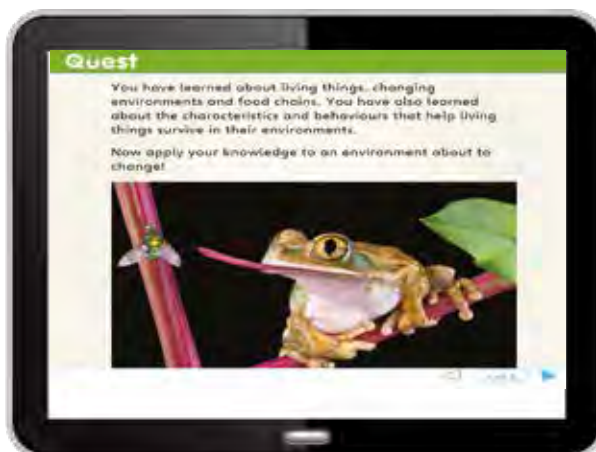 Quest
You have learned about living things, changing
environments and food chains. You have also learned
about the characteristics and behaviours that help living
things survive in their environments.
Now apply your knowledge to an environment about to
change!